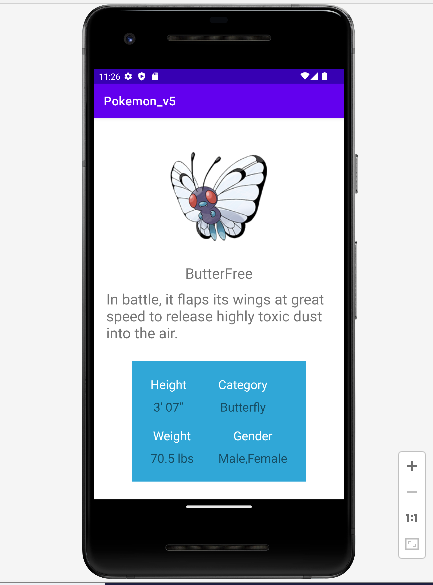 11:26
Pokemon_v5
ButterFree
In battle, it flaps its wings at great
speed to release highly toxic dust
into the air.
Height Category
3' 07" Butterfly
Weight Gender
70.5 lbs Male,Female
1:1